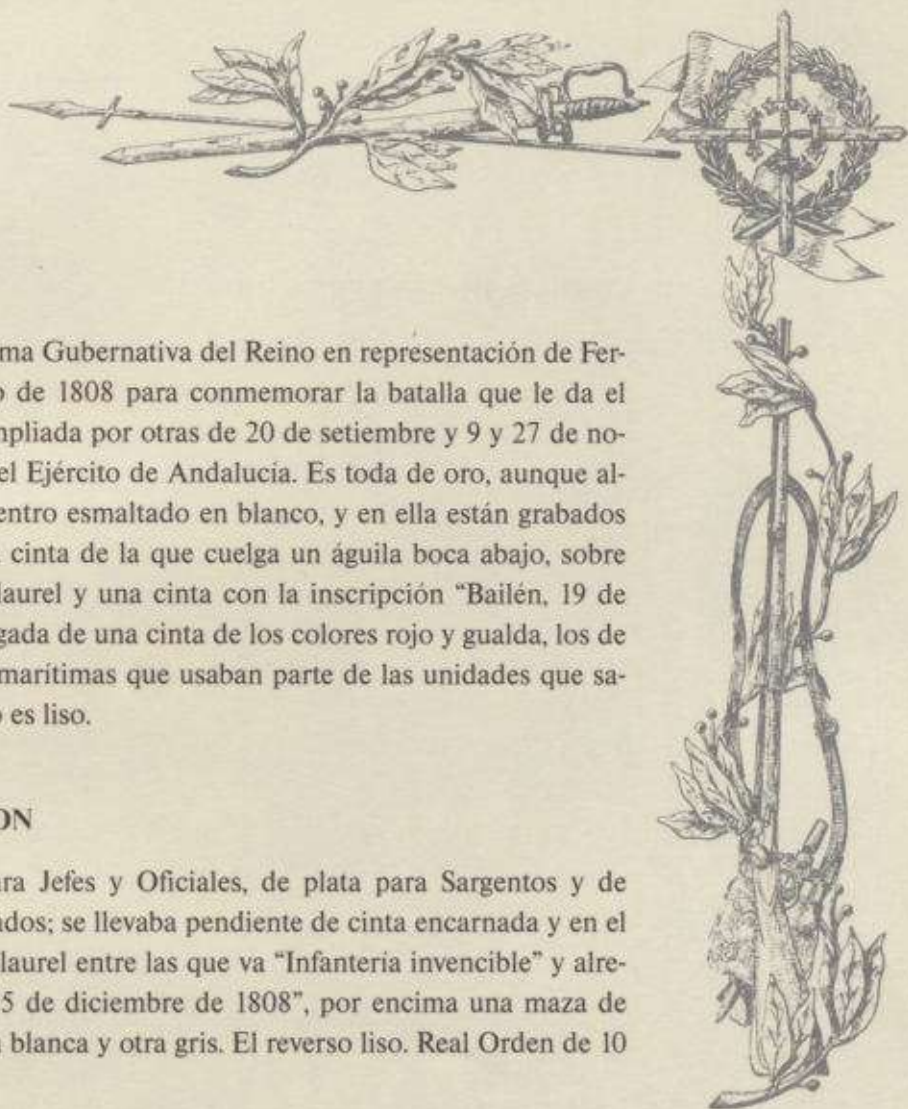 ma Gubernativa del Reino en representación de Fer-
o de 1808 para conmemorar la batalla que le da el
mpliada por otras de 20 de setiembre y 9 y 27 de no-
el Ejército de Andalucía. Es toda de oro, aunque al-
entro esmaltado en blanco, y en ella están grabados
a cinta de la que cuelga un águila boca abajo, sobre
laurel y una cinta con la inscripción “Bailén, 19 de
gada de una cinta de los colores rojo y gualda, los de
marítimas que usaban parte de las unidades que sa-
o es liso.
ON
ra Jefes y Oficiales, de plata para Sargentos y de
ados; se llevaba pendiente de cinta encarnada y en el
laurel entre las que va “Infantería invencible” y alre-
5 de diciembre de 1808”, por encima una maza de
a blanca y otra gris. El reverso liso. Real Orden de 10